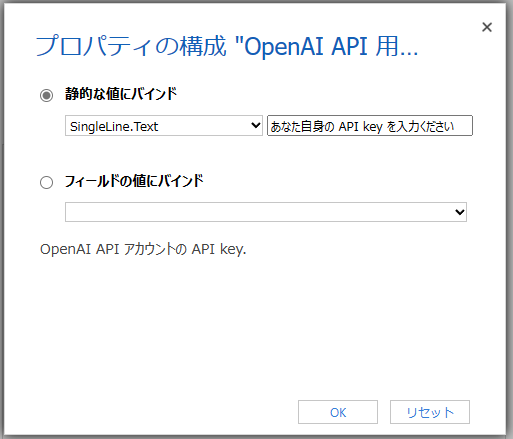 プロパティの構成 "OpenAI API 用...
静的な値にバインド
SingleLine.Text
あなた自身の API key を入力ください
フィールドの値にバインド
OpenAI API アカウントの API key.
OK
リセット